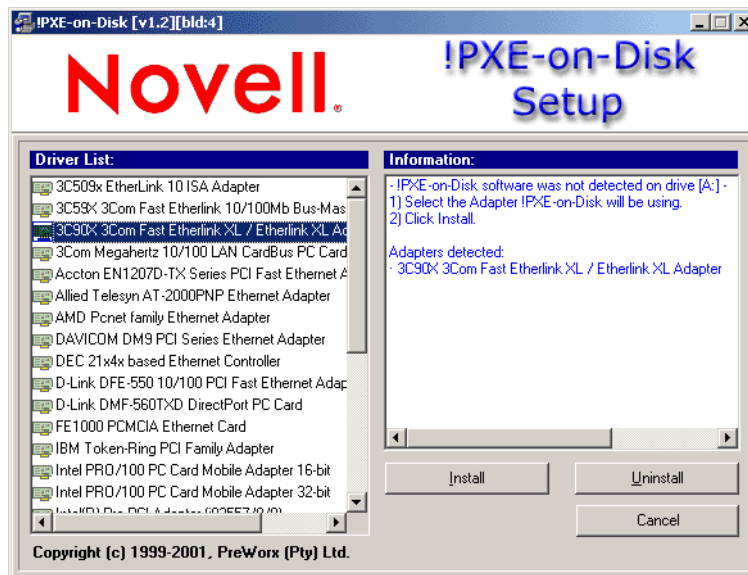 !PXE-on-Disk [v1.2][bld:4]
Novell.
!PXE-on-Disk
Setup
Driver List:
3C509x EtherLink 10 ISA Adapter
3C59X 3Com Fast Etherlink 10/100Mb Bus-Mas
3C90X 3Com Fast Etherlink XL / Etherlink XL Ad
3Com Megahertz 10/100 LAN CardBus PC Card
Accton EN1207D-TX Series PCI Fast Ethernet A
Allied Telesyn AT-2000PNP Ethernet Adapter
AMD Pcnet family Ethernet Adapter
DAVICOM DM9 PCI Series Ethernet Adapter
DEC 21x4x based Ethernet Controller
D-Link DFE-550 10/100 PCI Fast Ethernet Adap
D-Link DMF-560TXD DirectPort PC Card
FE1000 PCMCIA Ethernet Card
IBM Token-Ring PCI Family Adapter
Intel PRO/100 PC Card Mobile Adapter 16-bit
Intel PRO/100 PC Card Mobile Adapter 32-bit
Intel(R) Pro PCI Adapter
Information:
- !PXE-on-Disk software was not detected on drive [A:] -
1) Select the Adapter !PXE-on-Disk will be using.
2) Click Install.
Adapters detected:
- 3C90X 3Com Fast Etherlink XL / Etherlink XL Adapter
Install
Uninstall
Cancel
Copyright (c) 1999-2001, PreWorx (Pty) Ltd.